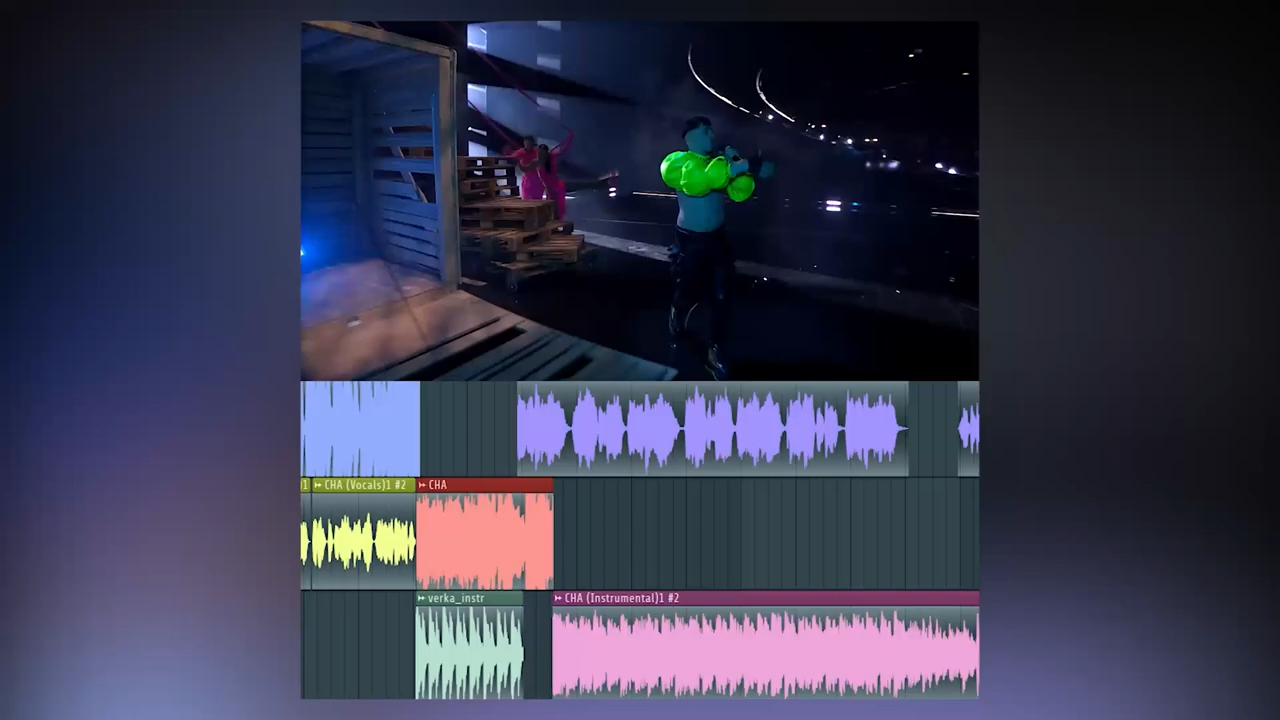 1
CHA (Vocals)1 #2
CHA
verka_instr
CHA (Instrumental)1 #2